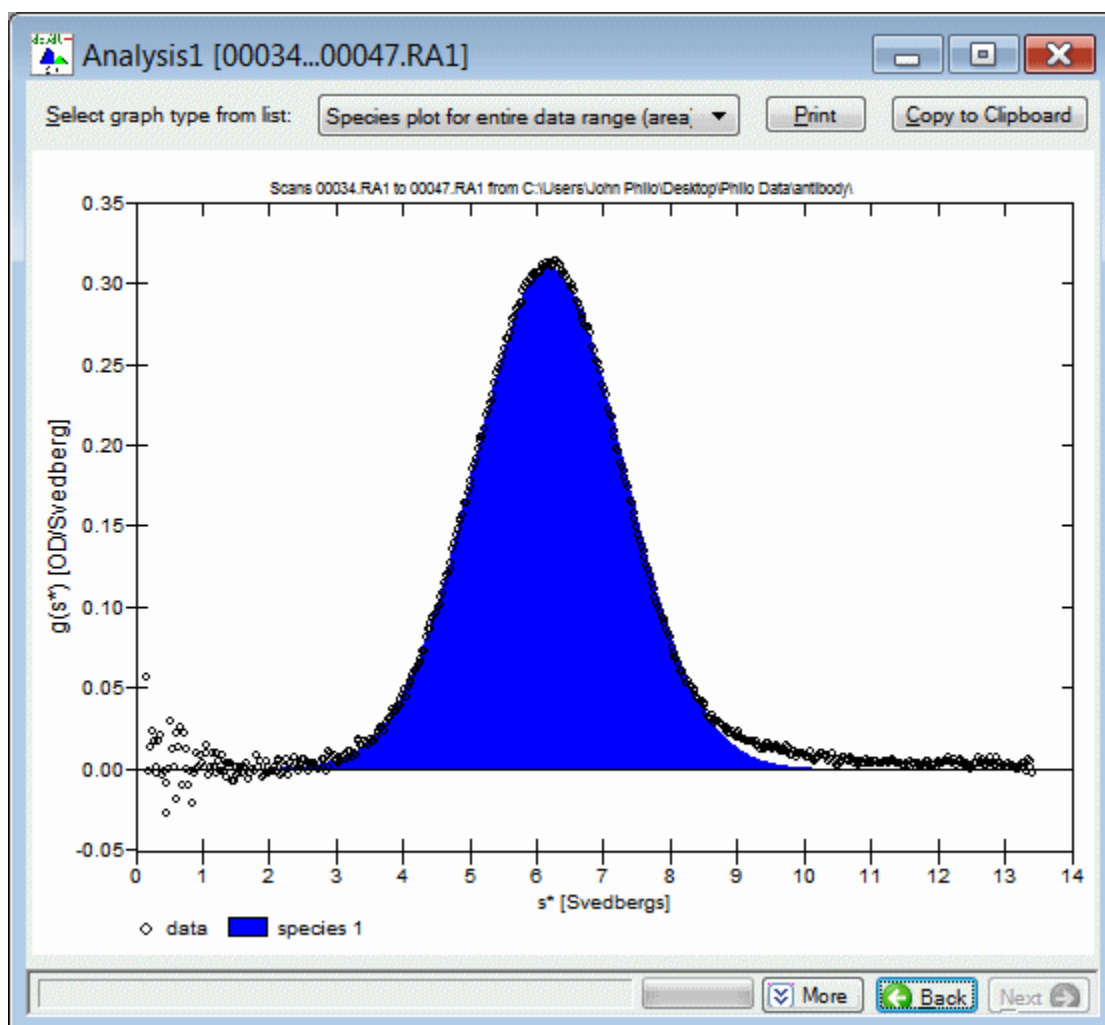 Analysis1 [00034...00047.RA1]
Select graph type from list: Species plot for entire data range (area) Print Copy to Clipboard
Scans 00034.RA1 to 00047.RA1 from C:\Users\John Philo\Desktop\Philo Data\antibody\
0.35
0.30
0.25
0.20
0.15
0.10
0.05
0.00
-0.05
g(s*) [OD/Svedberg]
0 1 2 3 4 5 6 7 8 9 10 11 12 13 14
s* [Svedbergs]
data species 1
More Back Next